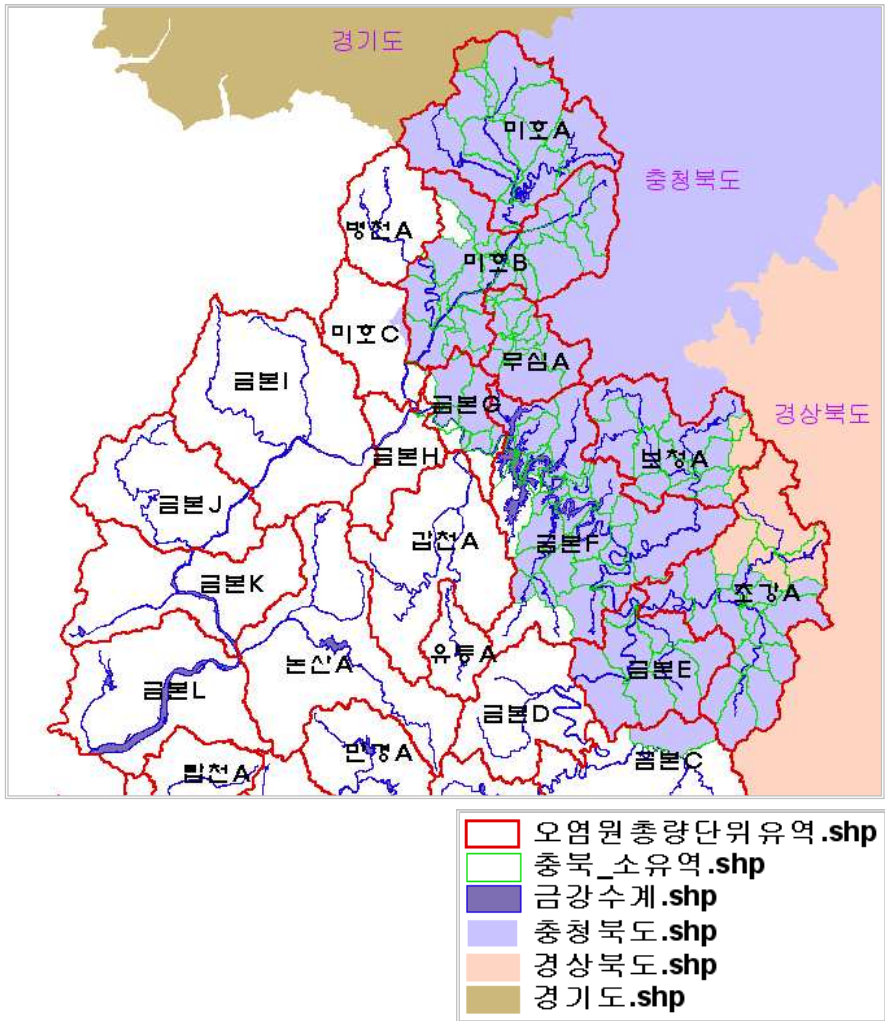 경기도
미호A
충청북도
병천A
미호B
미호C
무심A
금본I
금본G
경상북도
금본H
보청A
금본J
갑천A
금본F
금본K
초강A
유등A
논산A
금본E
금본L
금본D
만경A
금본C
탑천A
오염원총량단위유역.shp
충북_소유역.shp
금강수계.shp
충청북도.shp
경상북도.shp
경기도.shp